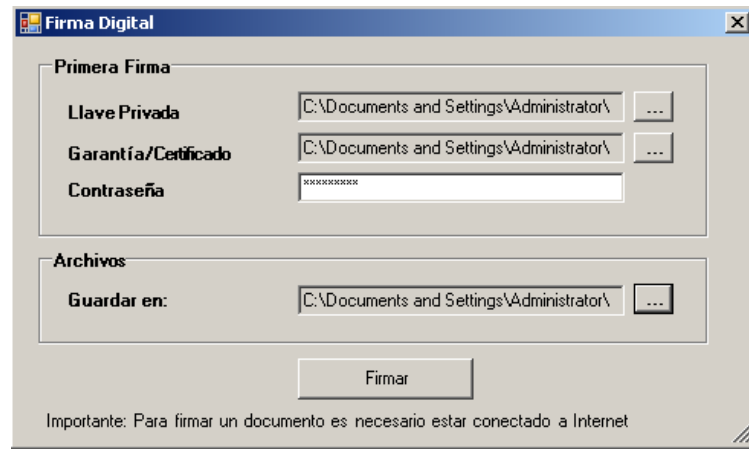 Firma Digital
Primera Firma
Llave Privada C:\Documents and Settings\Administrator\ ...
Garantía/Certificado C:\Documents and Settings\Administrator\ ...
Contraseña *********
Archivos
Guardar en: C:\Documents and Settings\Administrator\ ...
Firmar
Importante: Para firmar un documento es necesario estar conectado a Internet